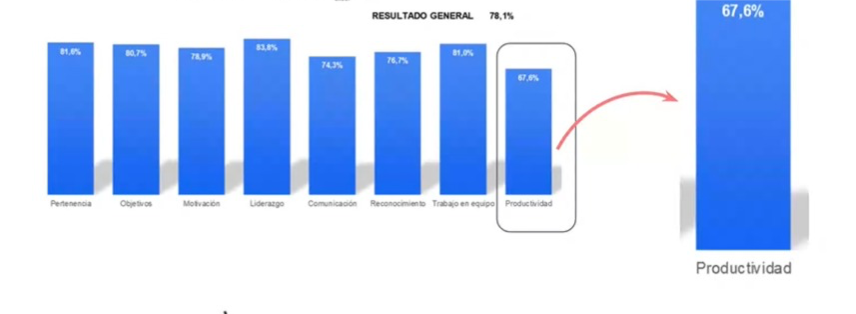 RESULTADO GENERAL 78,1%
67,6%
81,6% 80,7% 78,9% 83,8% 74,3% 76,7% 81,0% 67,6%
Pertenencia Objetivos Motivación Liderazgo Comunicación Reconocimiento Trabajo en equipo Productividad
Productividad